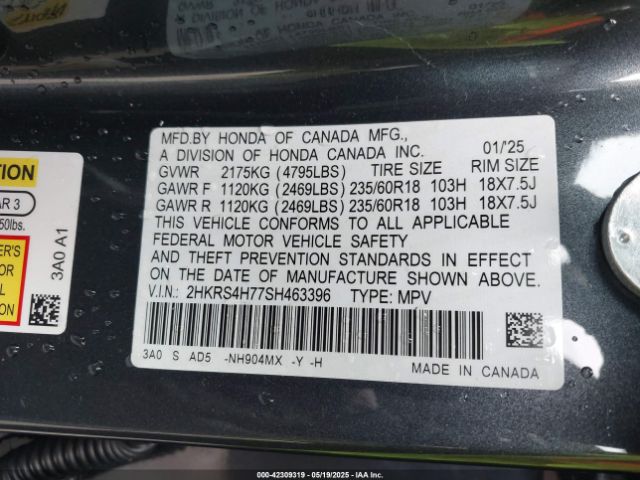 MFD.BY HONDA OF CANADA MFG., 01/'25
A DIVISION OF HONDA CANADA INC.
GVWR 2175KG (4795LBS) TIRE SIZE RIM SIZE
GAWR F 1120KG (2469LBS) 235/60R18 103H 18X7.5J
GAWR R 1120KG (2469LBS) 235/60R18 103H 18X7.5J
THIS VEHICLE CONFORMS TO ALL APPLICABLE
FEDERAL MOTOR VEHICLE SAFETY
AND THEFT PREVENTION STANDARDS IN EFFECT
ON THE DATE OF MANUFACTURE SHOWN ABOVE.
V.I.N.: 2HKRS4H77SH463396 TYPE: MPV
3A0 S AD5 -NH904MX -Y -H
MADE IN CANADA
3A0 A1
00-42309319 - 05/19/2025 - IAA Inc.